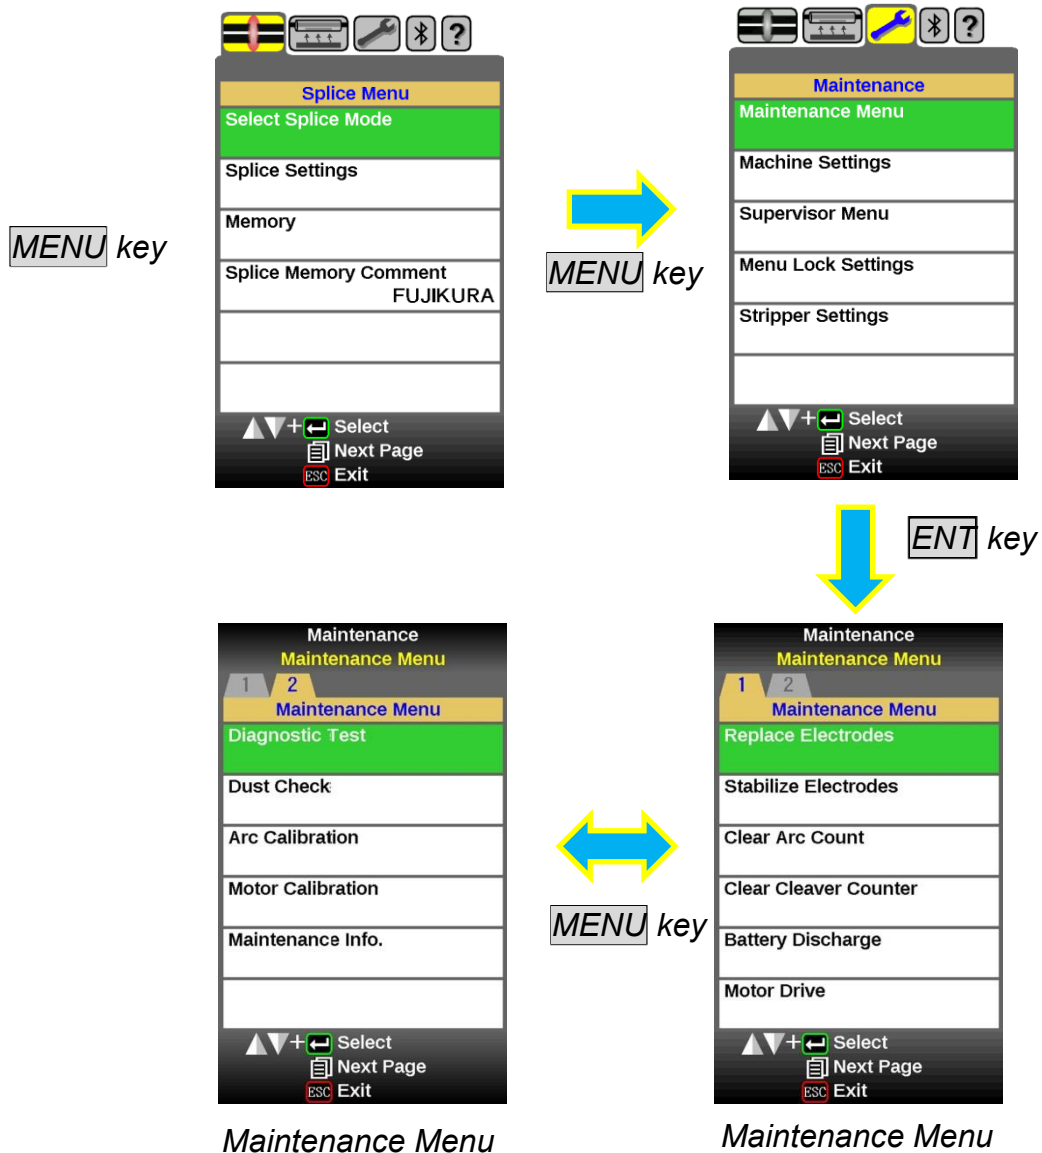 MENU key
?
Splice Menu
Select Splice Mode
Splice Settings
Memory
Splice Memory Comment
FUJIKURA
+ Select
Next Page
ESC Exit
MENU key
?
Maintenance
Maintenance Menu
Machine Settings
Supervisor Menu
Menu Lock Settings
Stripper Settings
+ Select
Next Page
ESC Exit
ENT key
Maintenance
Maintenance Menu
1 2
Maintenance Menu
Diagnostic Test
Dust Check
Arc Calibration
Motor Calibration
Maintenance Info.
+ Select
Next Page
ESC Exit
Maintenance Menu
MENU key
Maintenance
Maintenance Menu
1 2
Maintenance Menu
Replace Electrodes
Stabilize Electrodes
Clear Arc Count
Clear Cleaver Counter
Battery Discharge
Motor Drive
+ Select
Next Page
ESC Exit
Maintenance Menu